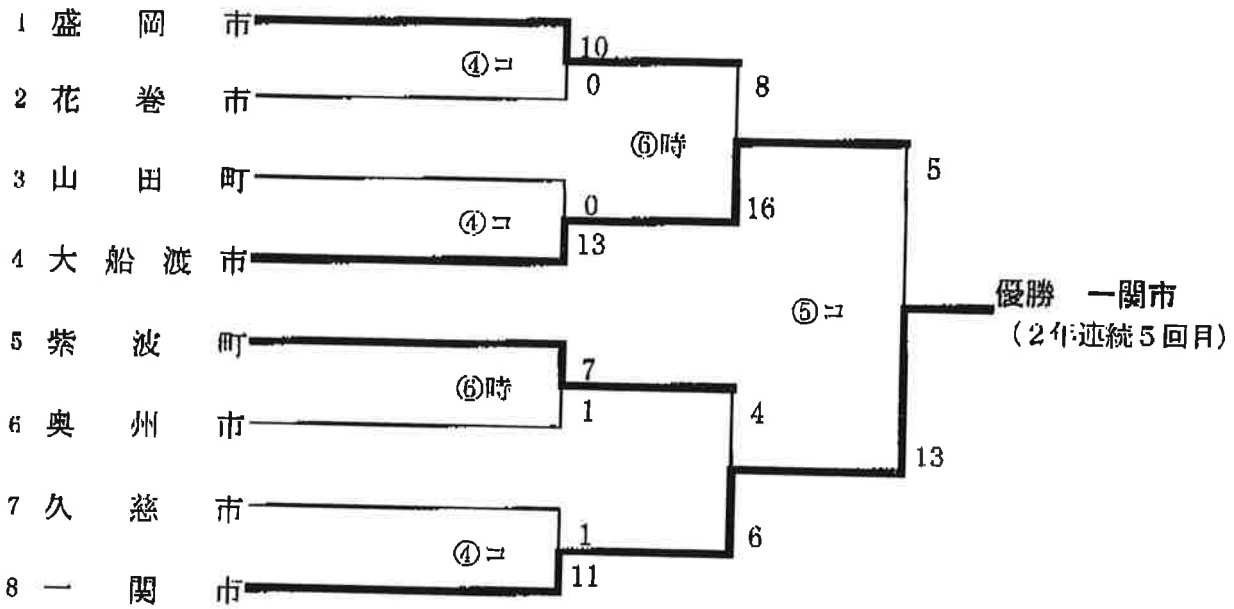 1 盛岡市
10
④コ
0
2 花巻市
8
⑥時
3 山田町
0
16
④コ
13
4 大船渡市
5
⑤コ
優勝 一関市
(2年連続5回目)
5 紫波町
7
⑥時
1
4
6 奥州市
13
7 久慈市
1
6
④コ
11
8 一関市